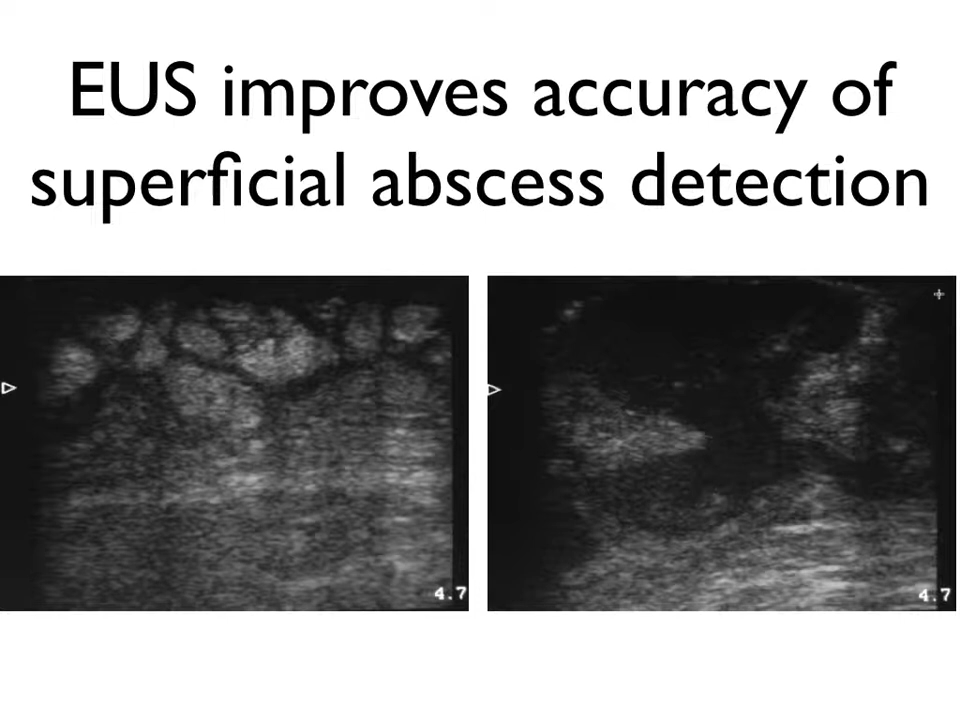 EUS improves accuracy of
superficial abscess detection
4.7
4.7